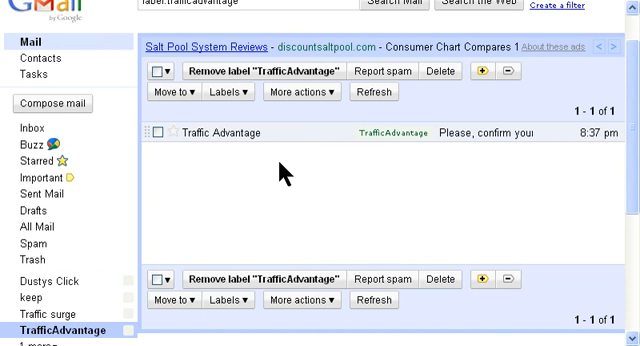 GMail
by Google
label:trafficadvantage
Search Mail
Search the Web
Create a filter
Mail
Contacts
Tasks
Compose mail
Inbox
Buzz
Starred
Important
Sent Mail
Drafts
All Mail
Spam
Trash
Dustys Click
keep
Traffic surge
TrafficAdvantage
Salt Pool System Reviews - discountsaltpool.com - Consumer Chart Compares 1 About these ads < >
Remove label "TrafficAdvantage" Report spam Delete
Move to Labels More actions Refresh
1 - 1 of 1
Traffic Advantage TrafficAdvantage Please, confirm your 8:37 pm
Remove label "TrafficAdvantage" Report spam Delete
Move to Labels More actions Refresh
1 - 1 of 1